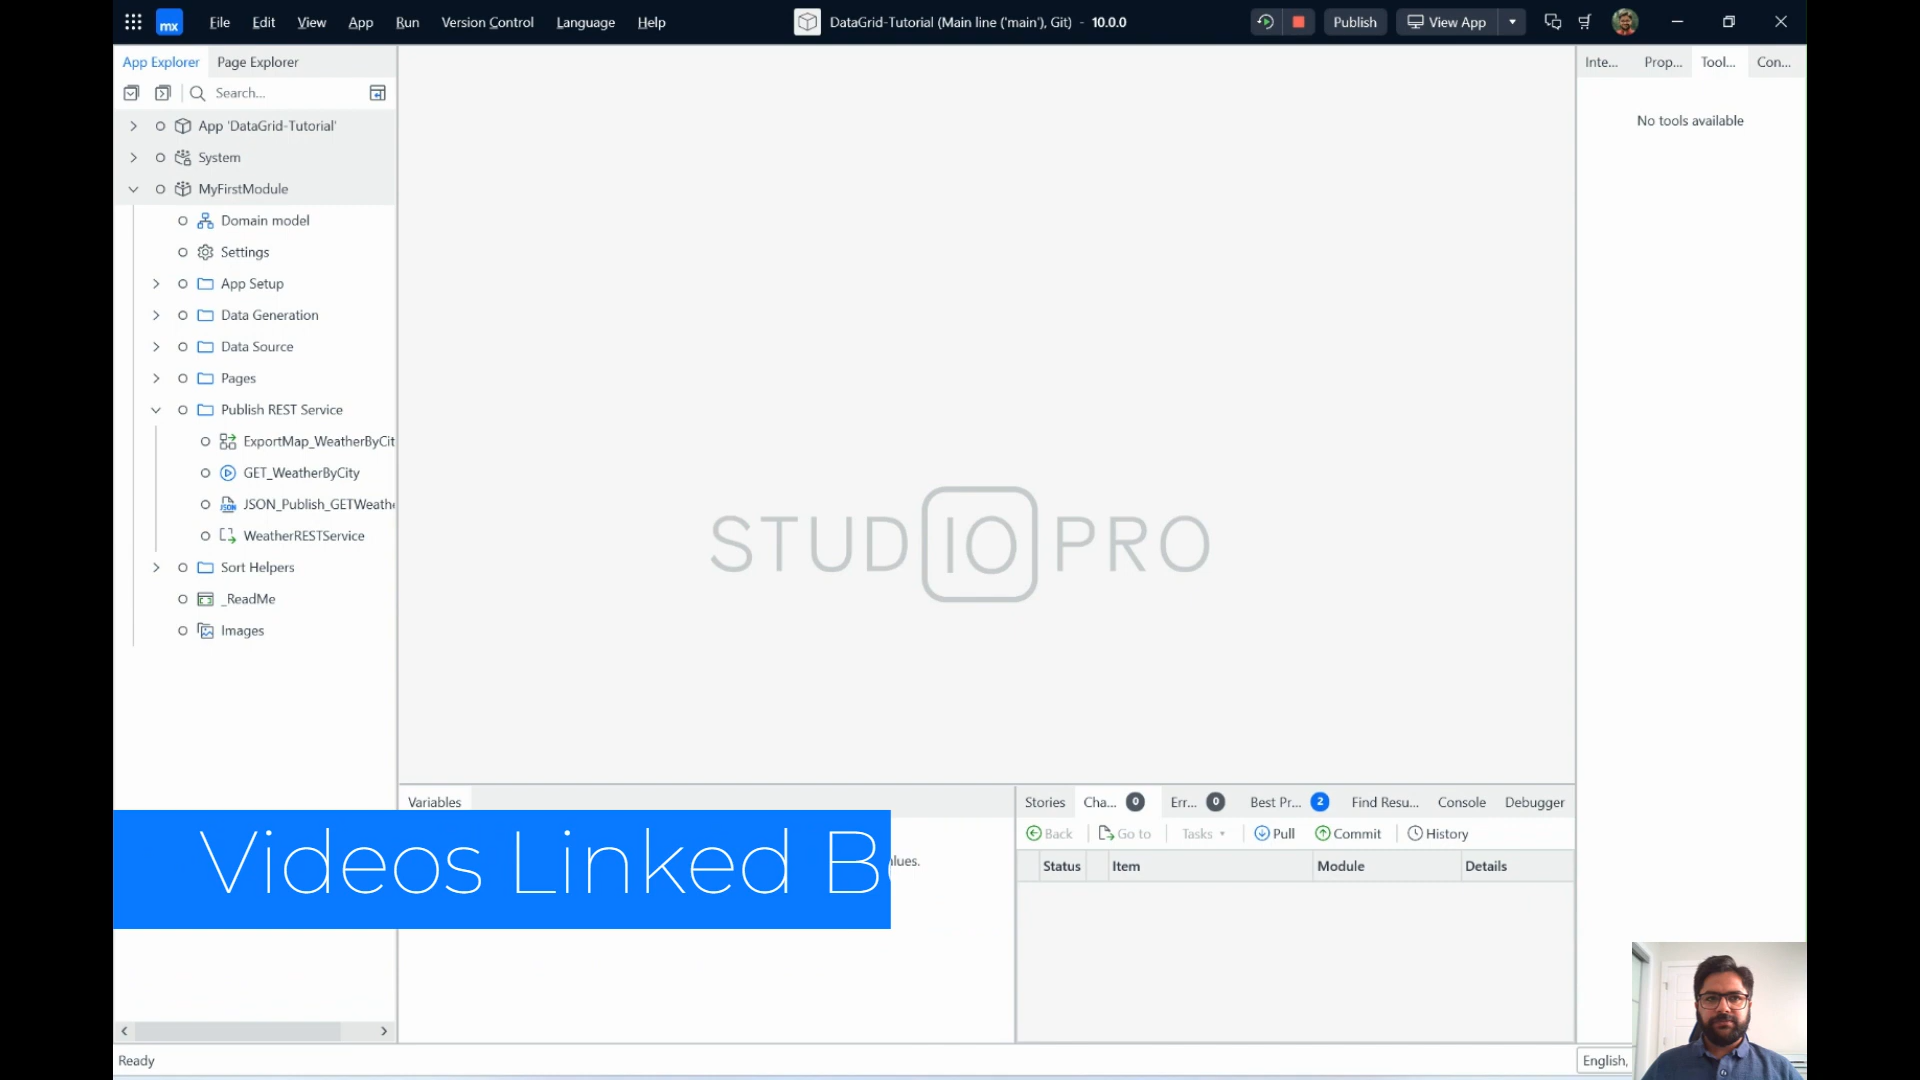 mx File Edit View App Run Version Control Language Help DataGrid-Tutorial (Main line ('main'), Git) - 10.0.0 Publish View App
App Explorer Page Explorer Inte... Prop... Tool... Con...
Search...
No tools available
App 'DataGrid-Tutorial'
System
MyFirstModule
Domain model
Settings
App Setup
Data Generation
Data Source
Pages
Publish REST Service
ExportMap_WeatherByCit
GET_WeatherByCity
JSON_Publish_GETWeath
WeatherRESTService
Sort Helpers
_ReadMe
Images
STUDIO PRO
Variables Stories Cha... 0 Err... 0 Best Pr... 2 Find Resu... Console Debugger
Back Go to Tasks Pull Commit History
Videos Linked B
lues.
Status Item Module Details
Ready English,